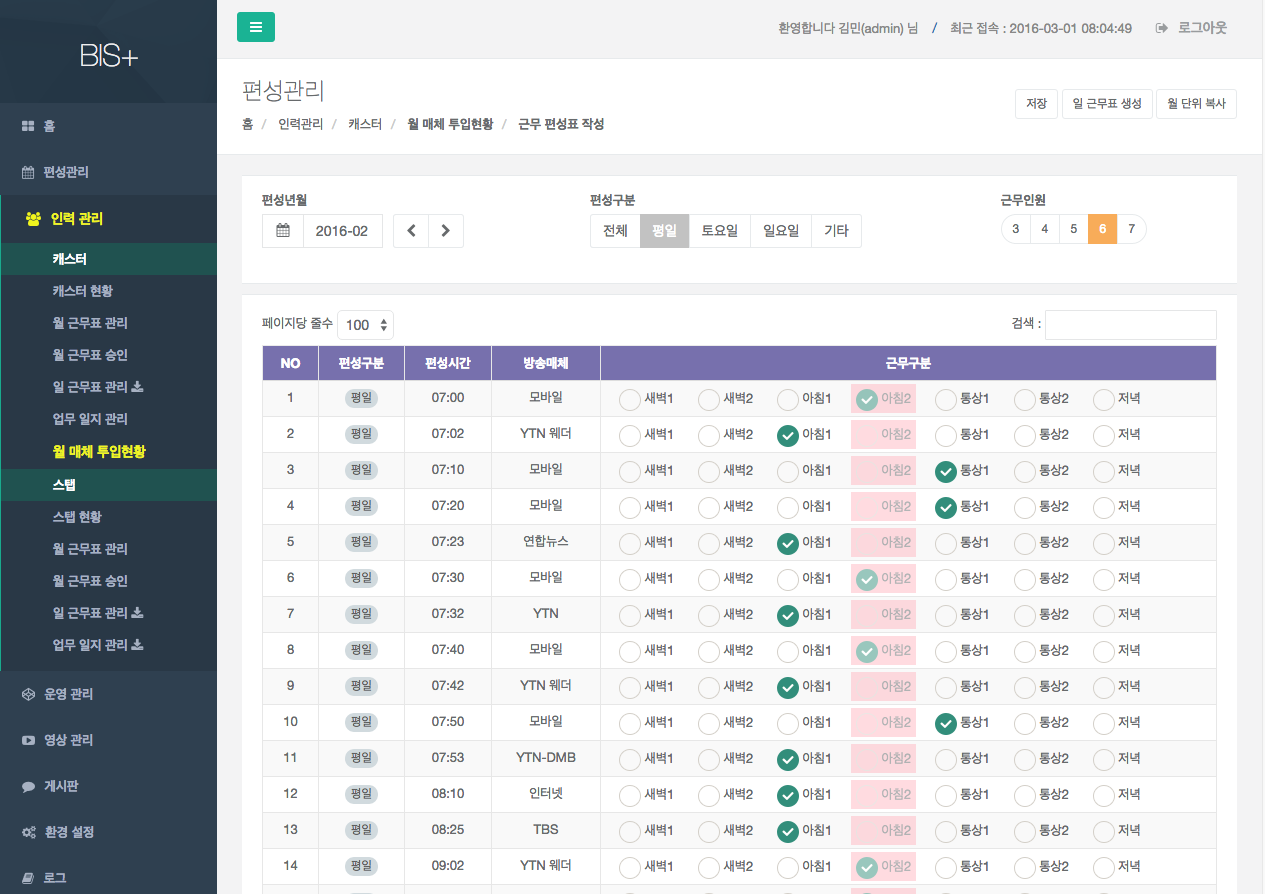 BIS+
홈
편성관리
인력 관리
캐스터
캐스터 현황
월 근무표 관리
월 근무표 승인
일 근무표 관리
업무 일지 관리
월 매체 투입현황
스탭
스탭 현황
월 근무표 관리
월 근무표 승인
일 근무표 관리
업무 일지 관리
운영 관리
영상 관리
게시판
환경 설정
로그
환영합니다 김민(admin) 님 / 최근 접속 : 2016-03-01 08:04:49 로그아웃
편성관리
홈 / 인력관리 / 캐스터 / 월 매체 투입현황 / 근무 편성표 작성
저장 일 근무표 생성 월 단위 복사
편성년월 편성구분 근무인원
2016-02 전체 평일 토요일 일요일 기타 3 4 5 6 7
페이지당 줄수 100 검색 :
NO 편성구분 편성시간 방송매체 근무구분
1 평일 07:00 모바일 새벽1 새벽2 아침1 아침2 통상1 통상2 저녁
2 평일 07:02 YTN 웨더 새벽1 새벽2 아침1 아침2 통상1 통상2 저녁
3 평일 07:10 모바일 새벽1 새벽2 아침1 아침2 통상1 통상2 저녁
4 평일 07:20 모바일 새벽1 새벽2 아침1 아침2 통상1 통상2 저녁
5 평일 07:23 연합뉴스 새벽1 새벽2 아침1 아침2 통상1 통상2 저녁
6 평일 07:30 모바일 새벽1 새벽2 아침1 아침2 통상1 통상2 저녁
7 평일 07:32 YTN 새벽1 새벽2 아침1 아침2 통상1 통상2 저녁
8 평일 07:40 모바일 새벽1 새벽2 아침1 아침2 통상1 통상2 저녁
9 평일 07:42 YTN 웨더 새벽1 새벽2 아침1 아침2 통상1 통상2 저녁
10 평일 07:50 모바일 새벽1 새벽2 아침1 아침2 통상1 통상2 저녁
11 평일 07:53 YTN-DMB 새벽1 새벽2 아침1 아침2 통상1 통상2 저녁
12 평일 08:10 인터넷 새벽1 새벽2 아침1 아침2 통상1 통상2 저녁
13 평일 08:25 TBS 새벽1 새벽2 아침1 아침2 통상1 통상2 저녁
14 평일 09:02 YTN 웨더 새벽1 새벽2 아침1 아침2 통상1 통상2 저녁